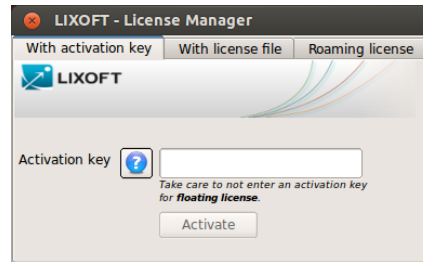 LIXOFT - License Manager
With activation key With license file Roaming license
LIXOFT
Activation key
Take care to not enter an activation key
for floating license.
Activate